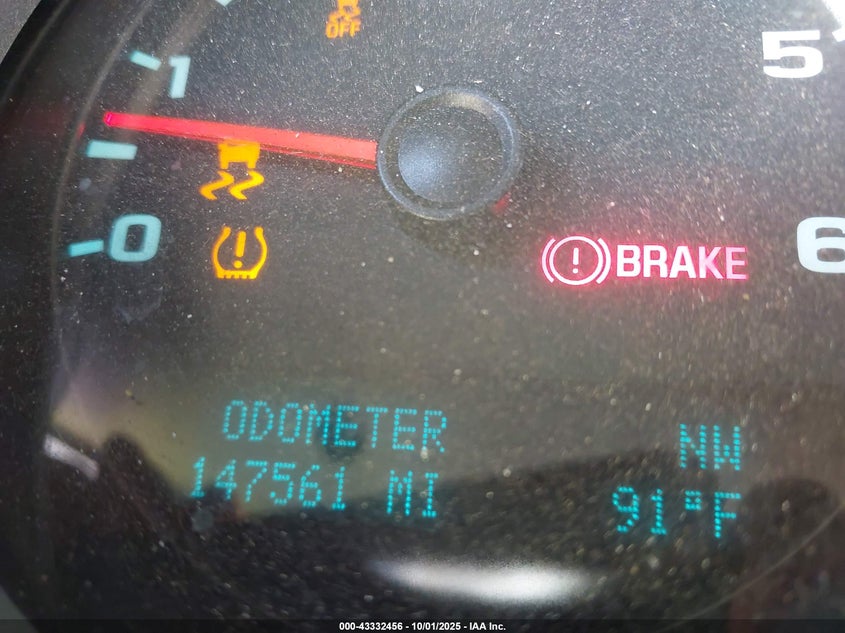 OFF
1
5
0
BRAKE
6
ODOMETER
147561 MI
NW
91°F
000-43332456 - 10/01/2025 - IAA Inc.